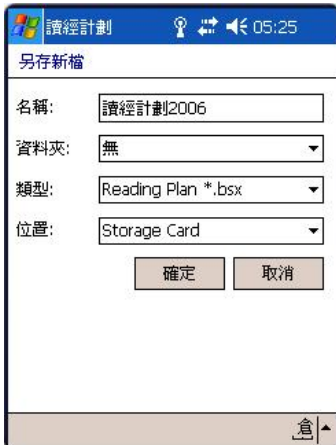 讀經計劃 05:25
另存新檔
名稱: 讀經計劃2006
資料夾: 無
類型: Reading Plan *.bsx
位置: Storage Card
確定 取消
倉